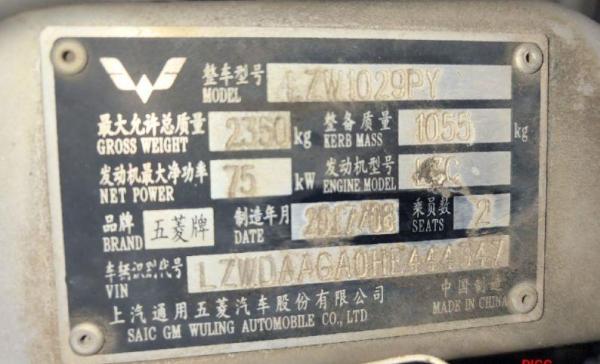 整车型号 LZW1029PY
MODEL
最大允许总质量 2350 kg 整备质量 1055 kg
GROSS WEIGHT KERB MASS
发动机最大净功率 75 kW 发动机型号
NET POWER ENGINE MODEL
品牌 五菱牌 制造年月 2017/08 乘员数 2
BRAND DATE SEATS
车辆识别代号
VIN
中国制造
MADE IN CHINA
上汽通用五菱汽车股份有限公司
SAIC GM WULING AUTOMOBILE CO., LTD